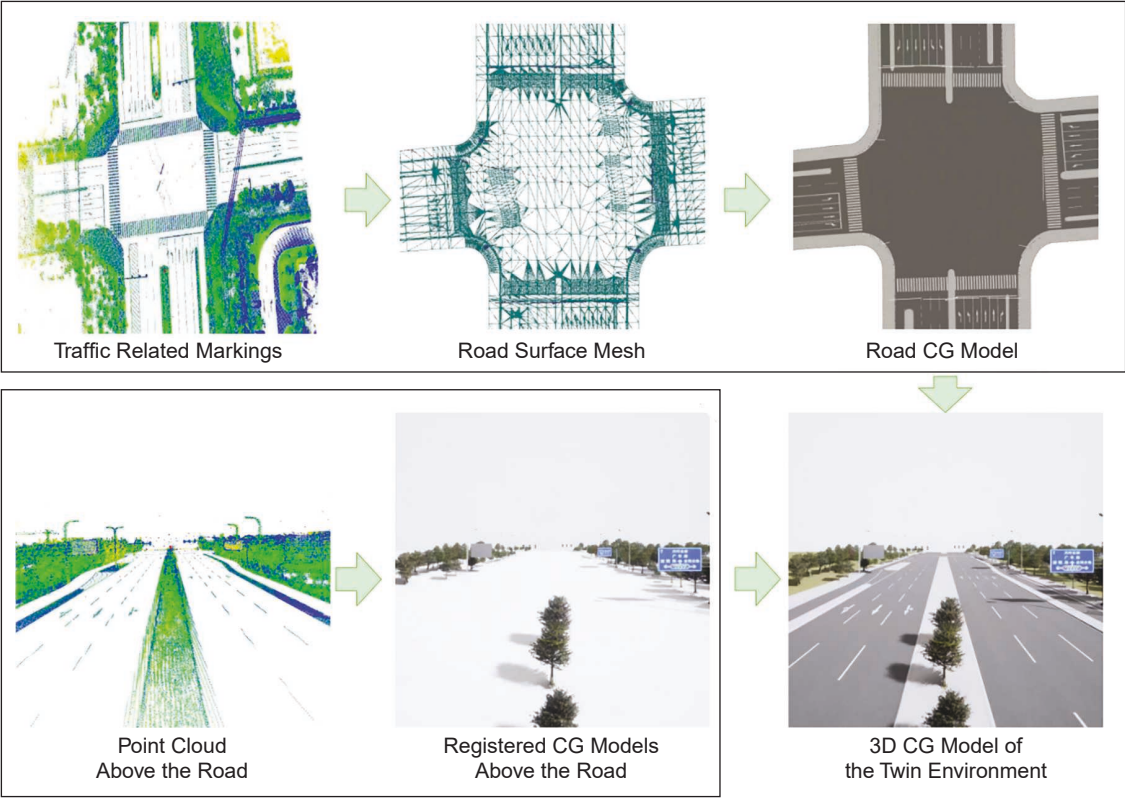 Traffic Related Markings
Road Surface Mesh
Road CG Model
Point Cloud
Above the Road
Registered CG Models
Above the Road
3D CG Model of
the Twin Environment